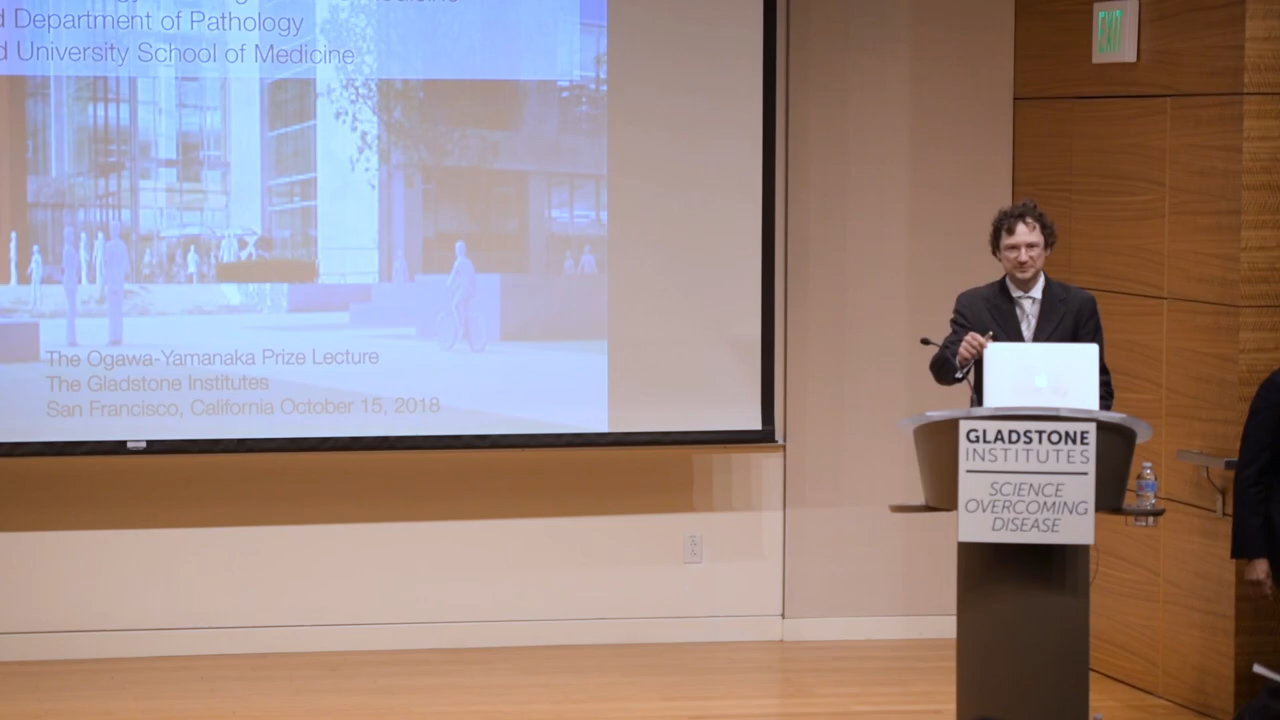 d Department of Pathology
d University School of Medicine
The Ogawa-Yamanaka Prize Lecture
The Gladstone Institutes
San Francisco, California October 15, 2018
EXIT
GLADSTONE
INSTITUTES
SCIENCE
OVERCOMING
DISEASE